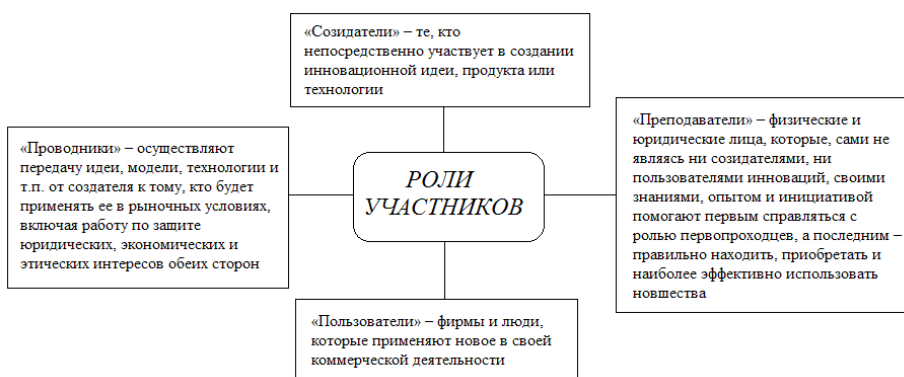 «Созидатели» – те, кто
непосредственно участвует в создании
инновационной идеи, продукта или
технологии
«Проводники» – осуществляют
передачу идеи, модели, технологии и
т.п. от создателя к тому, кто будет
применять ее в рыночных условиях,
включая работу по защите
юридических, экономических и
этических интересов обеих сторон
РОЛИ
УЧАСТНИКОВ
«Преподаватели» – физические и
юридические лица, которые, сами не
являясь ни созидателями, ни
пользователями инноваций, своими
знаниями, опытом и инициативой
помогают первым справляться с
ролью первопроходцев, а последним –
правильно находить, приобретать и
наиболее эффективно использовать
новшества
«Пользователи» – фирмы и люди,
которые применяют новое в своей
коммерческой деятельности